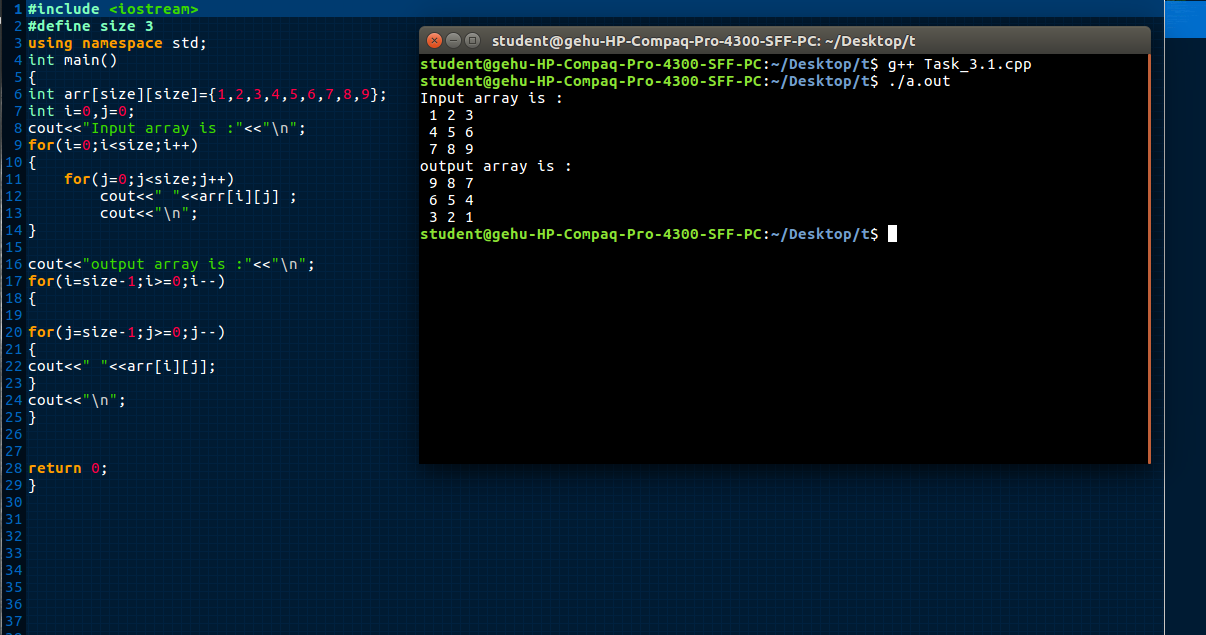 1 #include <iostream>
2 #define size 3
3 using namespace std;
4 int main()
5 {
6 int arr[size][size]={1,2,3,4,5,6,7,8,9};
7 int i=0,j=0;
8 cout<<"Input array is :"<<"\n";
9 for(i=0;i<size;i++)
10 {
11     for(j=0;j<size;j++)
12         cout<<" "<<arr[i][j] ;
13         cout<<"\n";
14 }
15
16 cout<<"output array is :"<<"\n";
17 for(i=size-1;i>=0;i--)
18 {
19
20 for(j=size-1;j>=0;j--)
21 {
22 cout<<" "<<arr[i][j];
23 }
24 cout<<"\n";
25 }
26
27
28 return 0;
29 }
30
31
32
33
34
35
36
37
student@gehu-HP-Compaq-Pro-4300-SFF-PC: ~/Desktop/t
student@gehu-HP-Compaq-Pro-4300-SFF-PC:~/Desktop/t$ g++ Task_3.1.cpp
student@gehu-HP-Compaq-Pro-4300-SFF-PC:~/Desktop/t$ ./a.out
Input array is :
 1 2 3
 4 5 6
 7 8 9
output array is :
 9 8 7
 6 5 4
 3 2 1
student@gehu-HP-Compaq-Pro-4300-SFF-PC:~/Desktop/t$